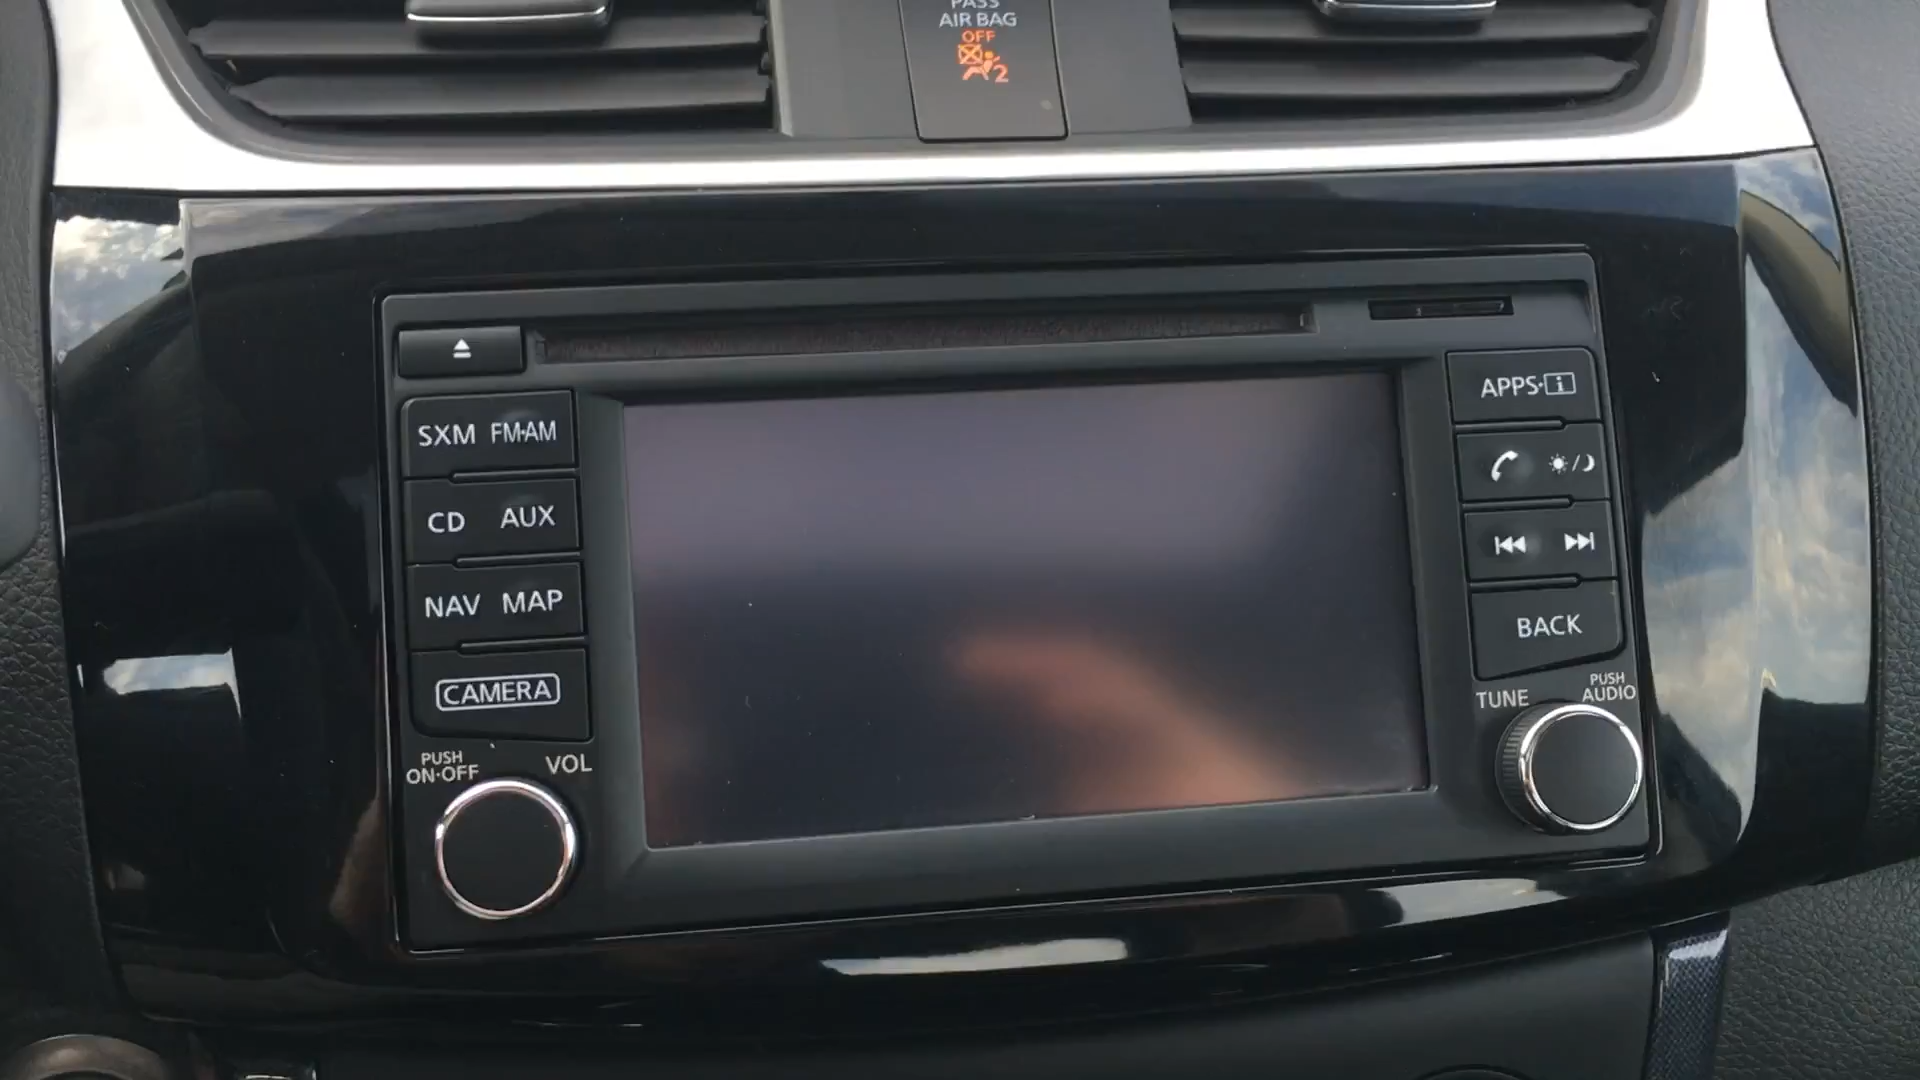 PASS
AIR BAG
OFF
2
SXM FM·AM
CD AUX
NAV MAP
CAMERA
PUSH
ON·OFF
VOL
APPS·i
BACK
TUNE
PUSH
AUDIO